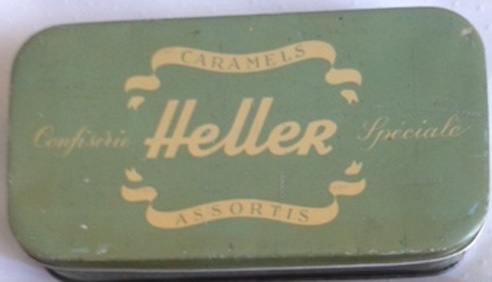 CARAMELS
Confiserie Heller Spéciale
ASSORTIS